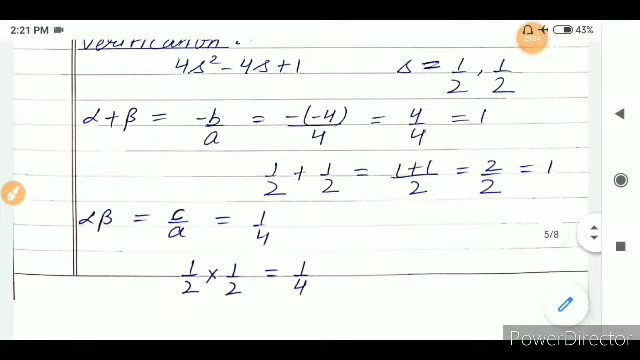 2:21 PM
29:04
43%
Verification :
4s² - 4s + 1     s = 1/2, 1/2
α + β = -b/a = -(-4)/4 = 4/4 = 1
1/2 + 1/2 = (1+1)/2 = 2/2 = 1
αβ = c/a = 1/4
5/8
1/2 × 1/2 = 1/4
PowerDirector